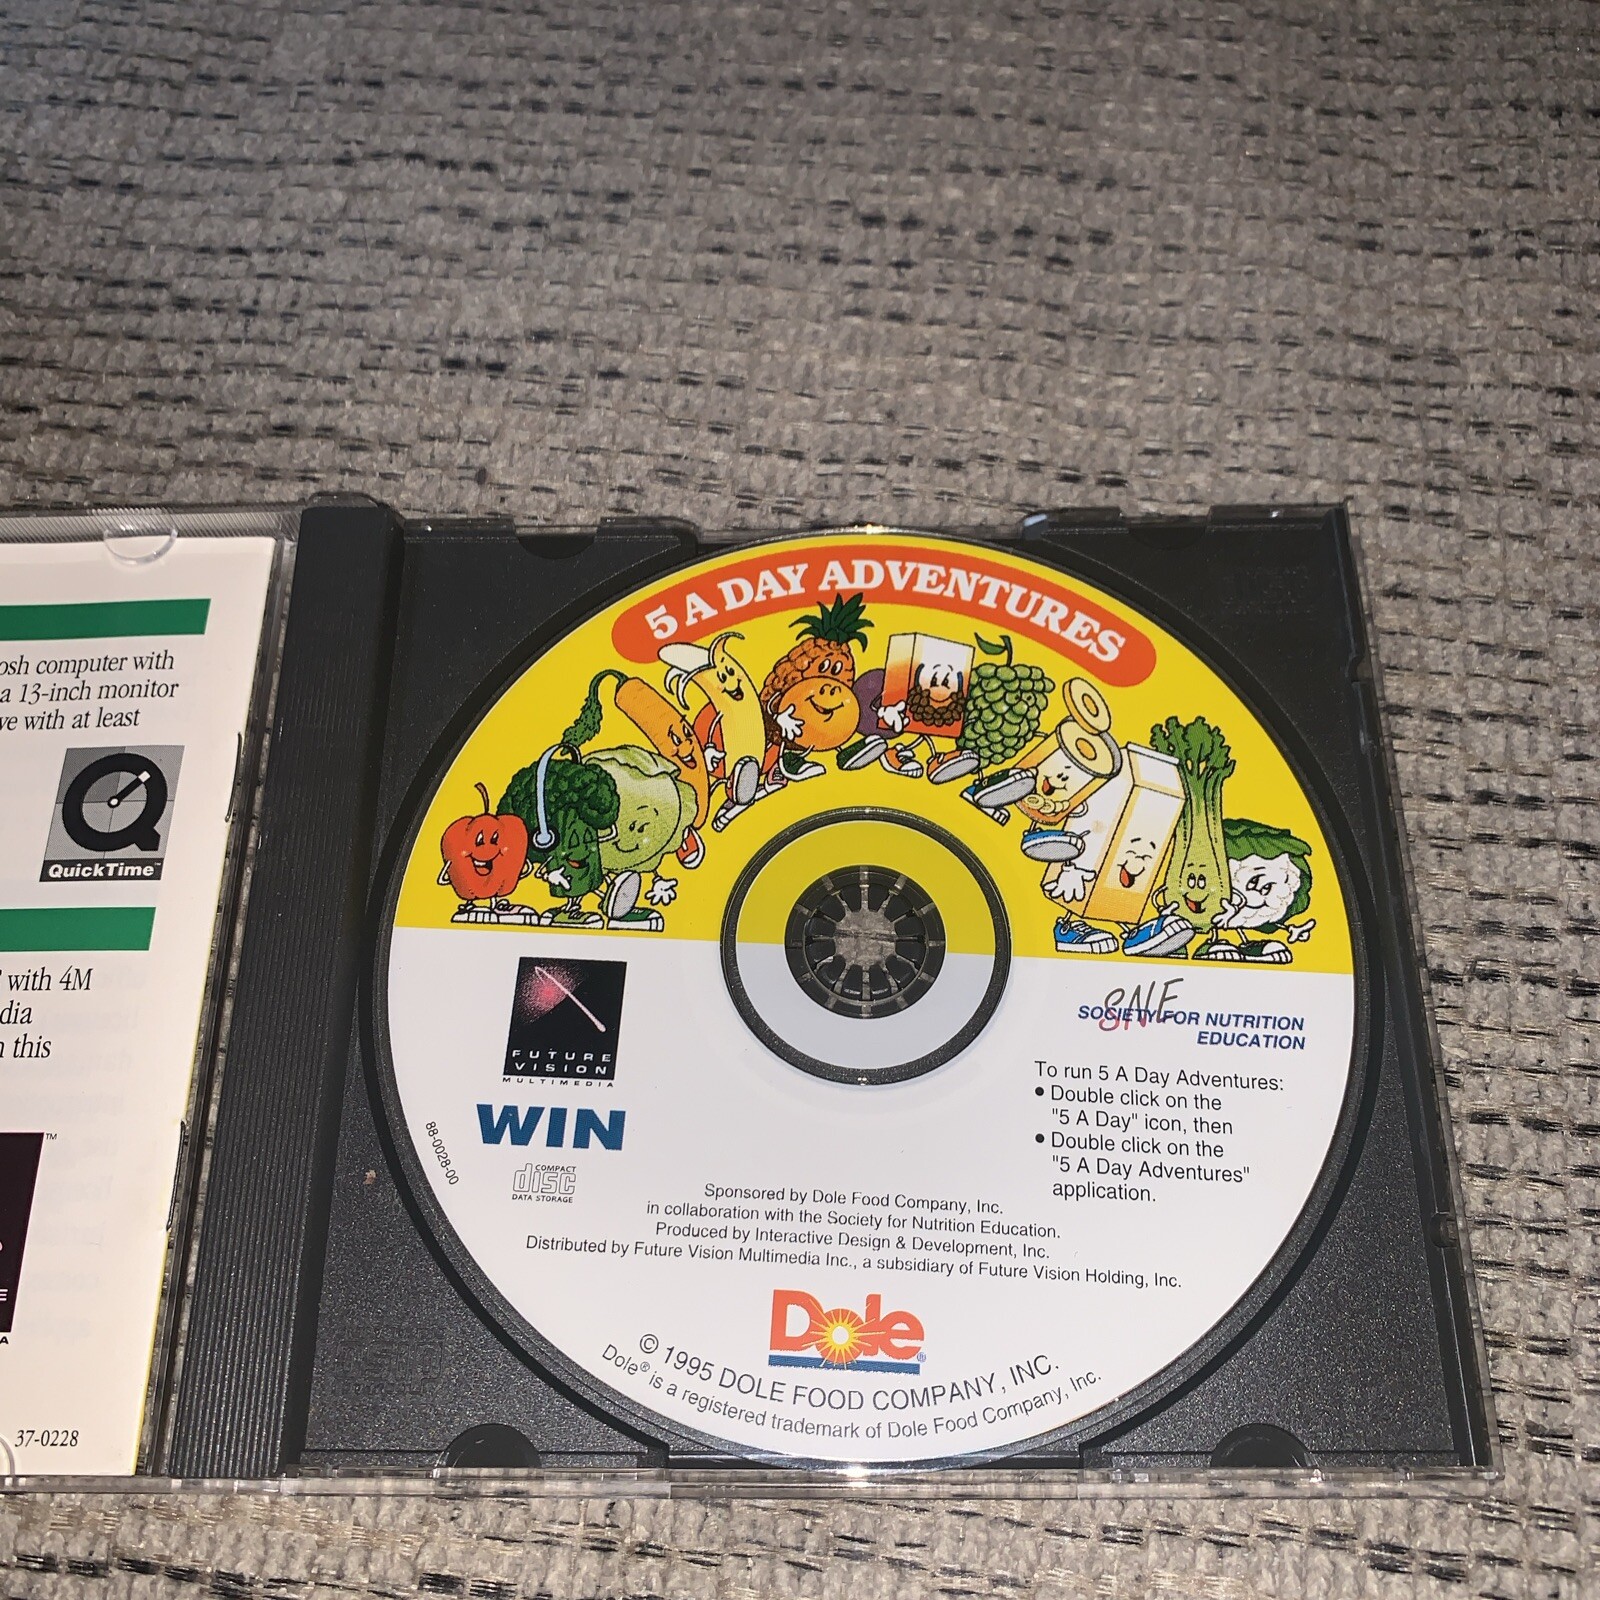 osh computer with
a 13-inch monitor
ve with at least
QuickTime™
with 4M
dia
n this
™
E
A
37-0228
5 A DAY ADVENTURES
FUTURE
VISION
MULTIMEDIA
WIN
COMPACT
disc
DATA STORAGE
88-0028-00
SNE
SOCIETY FOR NUTRITION
EDUCATION
To run 5 A Day Adventures:
• Double click on the
"5 A Day" icon, then
• Double click on the
"5 A Day Adventures"
application.
Sponsored by Dole Food Company, Inc.
in collaboration with the Society for Nutrition Education.
Produced by Interactive Design & Development, Inc.
Distributed by Future Vision Multimedia Inc., a subsidiary of Future Vision Holding, Inc.
Dole®
© 1995 DOLE FOOD COMPANY, INC.
Dole® is a registered trademark of Dole Food Company, Inc.